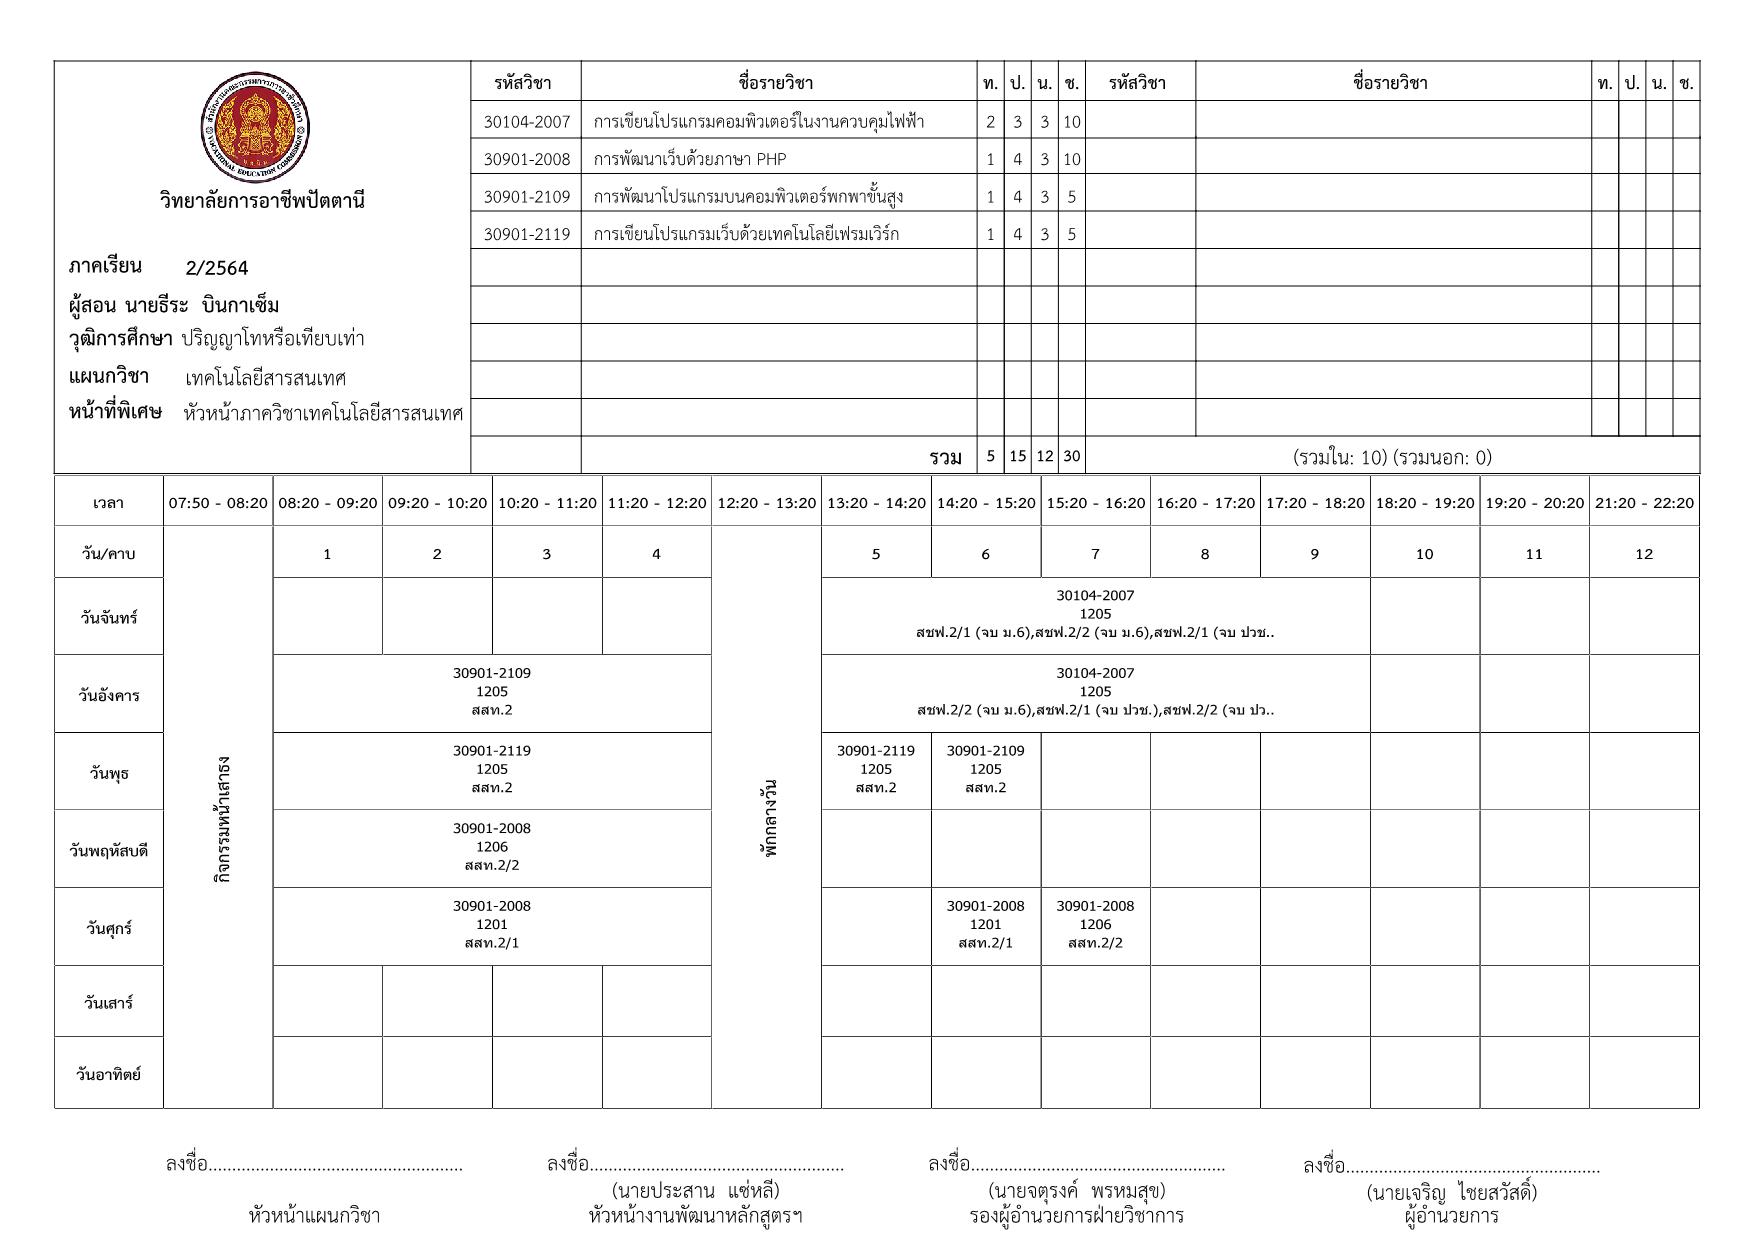 สำนักงานคณะกรรมการการอาชีวศึกษา
VOCATIONAL EDUCATION COMMISSION
วิทยาลัยการอาชีพปัตตานี
ภาคเรียน 2/2564
ผู้สอน นายธีระ บินกาเซ็ม
วุฒิการศึกษา ปริญญาโทหรือเทียบเท่า
แผนกวิชา เทคโนโลยีสารสนเทศ
หน้าที่พิเศษ หัวหน้าภาควิชาเทคโนโลยีสารสนเทศ
รหัสวิชา ชื่อรายวิชา ท. ป. น. ช. รหัสวิชา ชื่อรายวิชา ท. ป. น. ช.
30104-2007 การเขียนโปรแกรมคอมพิวเตอร์ในงานควบคุมไฟฟ้า 2 3 3 10
30901-2008 การพัฒนาเว็บด้วยภาษา PHP 1 4 3 10
30901-2109 การพัฒนาโปรแกรมบนคอมพิวเตอร์พกพาขั้นสูง 1 4 3 5
30901-2119 การเขียนโปรแกรมเว็บด้วยเทคโนโลยีเฟรมเวิร์ก 1 4 3 5
รวม 5 15 12 30 (รวมใน: 10) (รวมนอก: 0)
เวลา 07:50 - 08:20 08:20 - 09:20 09:20 - 10:20 10:20 - 11:20 11:20 - 12:20 12:20 - 13:20 13:20 - 14:20 14:20 - 15:20 15:20 - 16:20 16:20 - 17:20 17:20 - 18:20 18:20 - 19:20 19:20 - 20:20 21:20 - 22:20
วัน/คาบ 1 2 3 4 5 6 7 8 9 10 11 12
กิจกรรมหน้าเสาธง
พักกลางวัน
วันจันทร์
30104-2007
1205
สชฟ.2/1 (จบ ม.6),สชฟ.2/2 (จบ ม.6),สชฟ.2/1 (จบ ปวช..
วันอังคาร
30901-2109
1205
สสท.2
30104-2007
1205
สชฟ.2/2 (จบ ม.6),สชฟ.2/1 (จบ ปวช.),สชฟ.2/2 (จบ ปว..
วันพุธ
30901-2119
1205
สสท.2
30901-2119
1205
สสท.2
30901-2109
1205
สสท.2
วันพฤหัสบดี
30901-2008
1206
สสท.2/2
วันศุกร์
30901-2008
1201
สสท.2/1
30901-2008
1201
สสท.2/1
30901-2008
1206
สสท.2/2
วันเสาร์
วันอาทิตย์
ลงชื่อ...................................................... ลงชื่อ...................................................... ลงชื่อ...................................................... ลงชื่อ......................................................
(นายประสาน แซ่หลี) (นายจตุรงค์ พรหมสุข) (นายเจริญ ไชยสวัสดิ์)
หัวหน้าแผนกวิชา หัวหน้างานพัฒนาหลักสูตรฯ รองผู้อำนวยการฝ่ายวิชาการ ผู้อำนวยการ